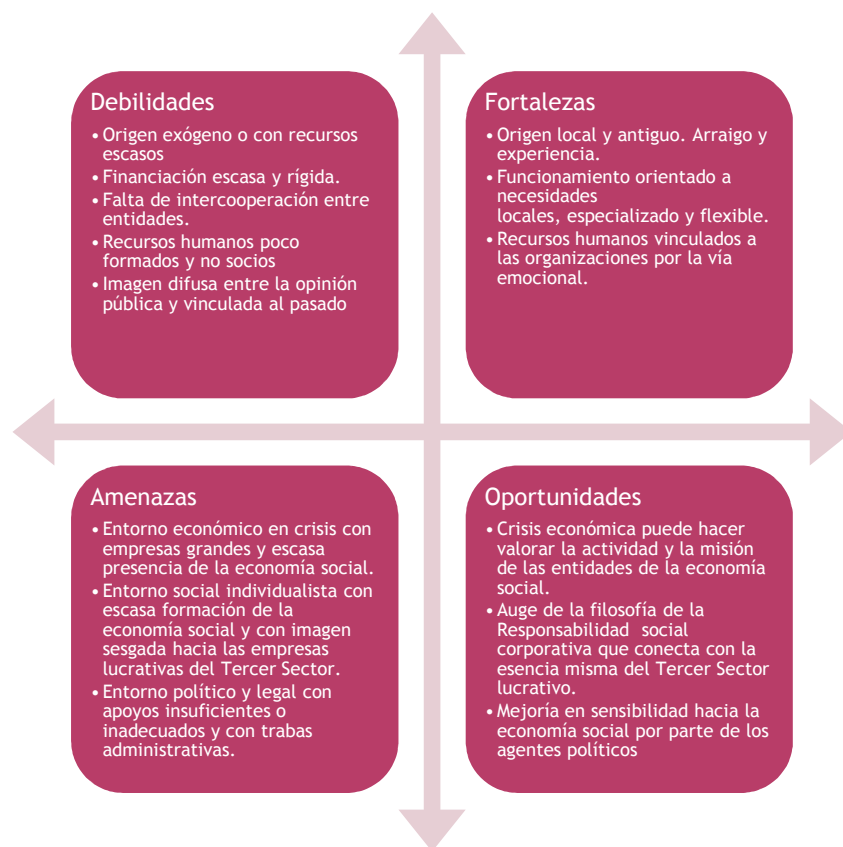 Debilidades
• Origen exógeno o con recursos
escasos
• Financiación escasa y rígida.
• Falta de intercooperación entre
entidades.
• Recursos humanos poco
formados y no socios
• Imagen difusa entre la opinión
pública y vinculada al pasado
Fortalezas
• Origen local y antiguo. Arraigo y
experiencia.
• Funcionamiento orientado a
necesidades
locales, especializado y flexible.
• Recursos humanos vinculados a
las organizaciones por la vía
emocional.
Amenazas
• Entorno económico en crisis con
empresas grandes y escasa
presencia de la economía social.
• Entorno social individualista con
escasa formación de la
economía social y con imagen
sesgada hacia las empresas
lucrativas del Tercer Sector.
• Entorno político y legal con
apoyos insuficientes o
inadecuados y con trabas
administrativas.
Oportunidades
• Crisis económica puede hacer
valorar la actividad y la misión
de las entidades de la economía
social.
• Auge de la filosofía de la
Responsabilidad social
corporativa que conecta con la
esencia misma del Tercer Sector
lucrativo.
• Mejoría en sensibilidad hacia la
economía social por parte de los
agentes políticos